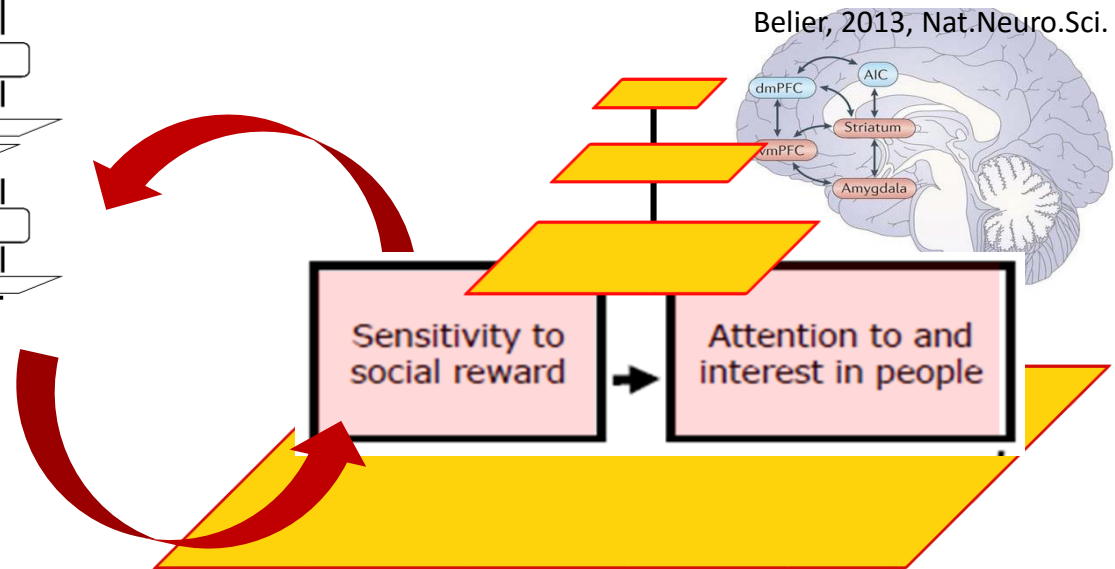 Belier, 2013, Nat.Neuro.Sci.
dmPFC
AIC
Striatum
vmPFC
Amygdala
Sensitivity to
social reward
Attention to and
interest in people